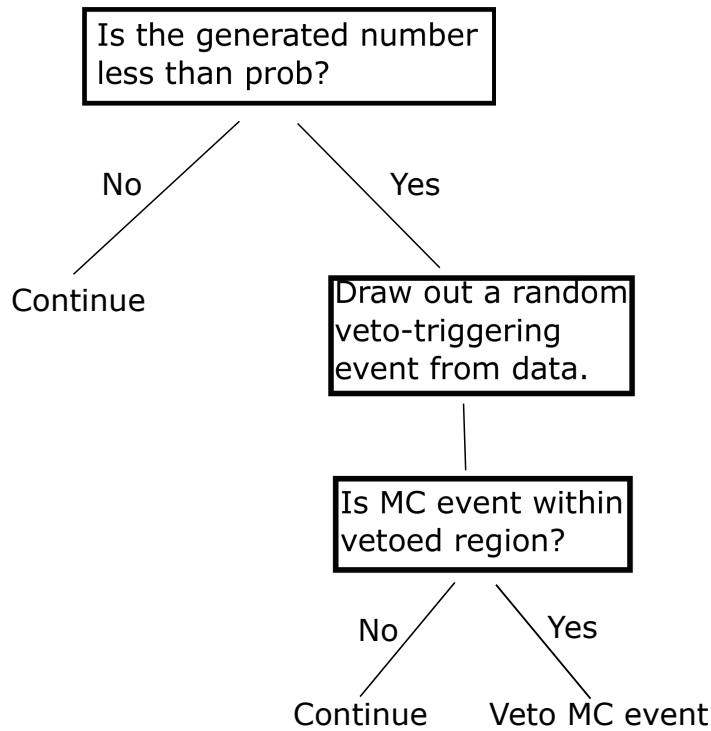 Is the generated number
less than prob?
No
Yes
Continue
Draw out a random
veto-triggering
event from data.
Is MC event within
vetoed region?
No
Yes
Continue
Veto MC event